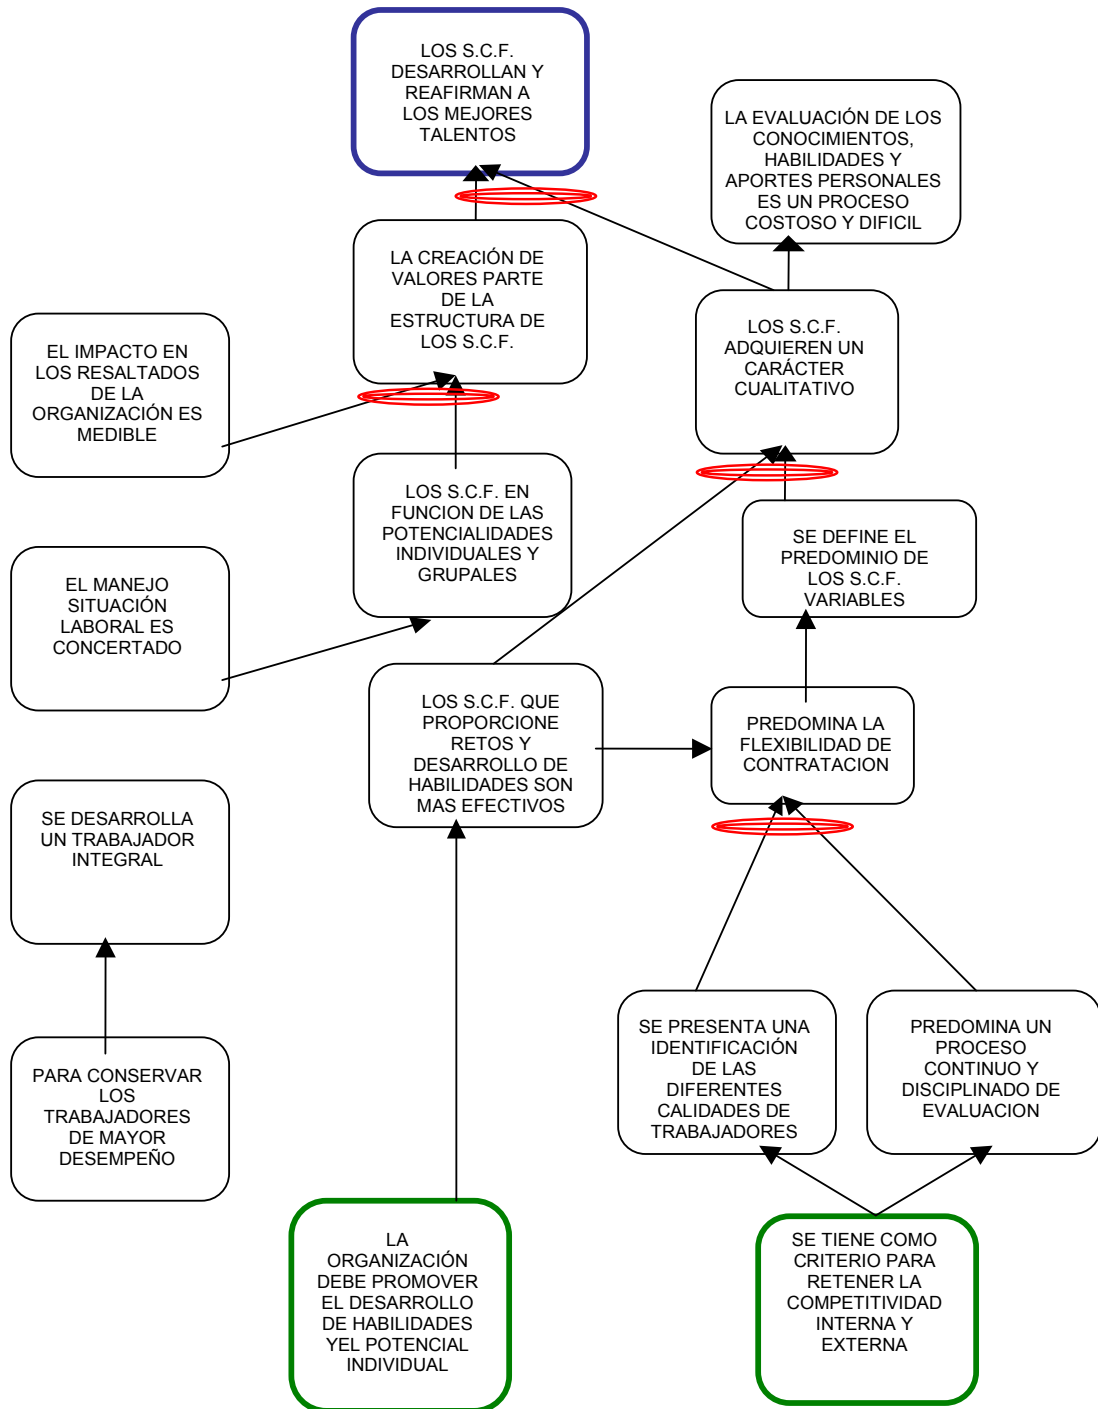 LOS S.C.F.
DESARROLLAN Y
REAFIRMAN A
LOS MEJORES
TALENTOS
LA EVALUACIÓN DE LOS
CONOCIMIENTOS,
HABILIDADES Y
APORTES PERSONALES
ES UN PROCESO
COSTOSO Y DIFICIL
LA CREACIÓN DE
VALORES PARTE
DE LA
ESTRUCTURA DE
LOS S.C.F.
LOS S.C.F.
ADQUIEREN UN
CARÁCTER
CUALITATIVO
EL IMPACTO EN
LOS RESALTADOS
DE LA
ORGANIZACIÓN ES
MEDIBLE
LOS S.C.F. EN
FUNCION DE LAS
POTENCIALIDADES
INDIVIDUALES Y
GRUPALES
SE DEFINE EL
PREDOMINIO DE
LOS S.C.F.
VARIABLES
EL MANEJO
SITUACIÓN
LABORAL ES
CONCERTADO
LOS S.C.F. QUE
PROPORCIONE
RETOS Y
DESARROLLO DE
HABILIDADES SON
MAS EFECTIVOS
PREDOMINA LA
FLEXIBILIDAD DE
CONTRATACION
SE DESARROLLA
UN TRABAJADOR
INTEGRAL
SE PRESENTA UNA
IDENTIFICACIÓN
DE LAS
DIFERENTES
CALIDADES DE
TRABAJADORES
PREDOMINA UN
PROCESO
CONTINUO Y
DISCIPLINADO DE
EVALUACION
PARA CONSERVAR
LOS
TRABAJADORES
DE MAYOR
DESEMPEÑO
LA
ORGANIZACIÓN
DEBE PROMOVER
EL DESARROLLO
DE HABILIDADES
YEL POTENCIAL
INDIVIDUAL
SE TIENE COMO
CRITERIO PARA
RETENER LA
COMPETITIVIDAD
INTERNA Y
EXTERNA